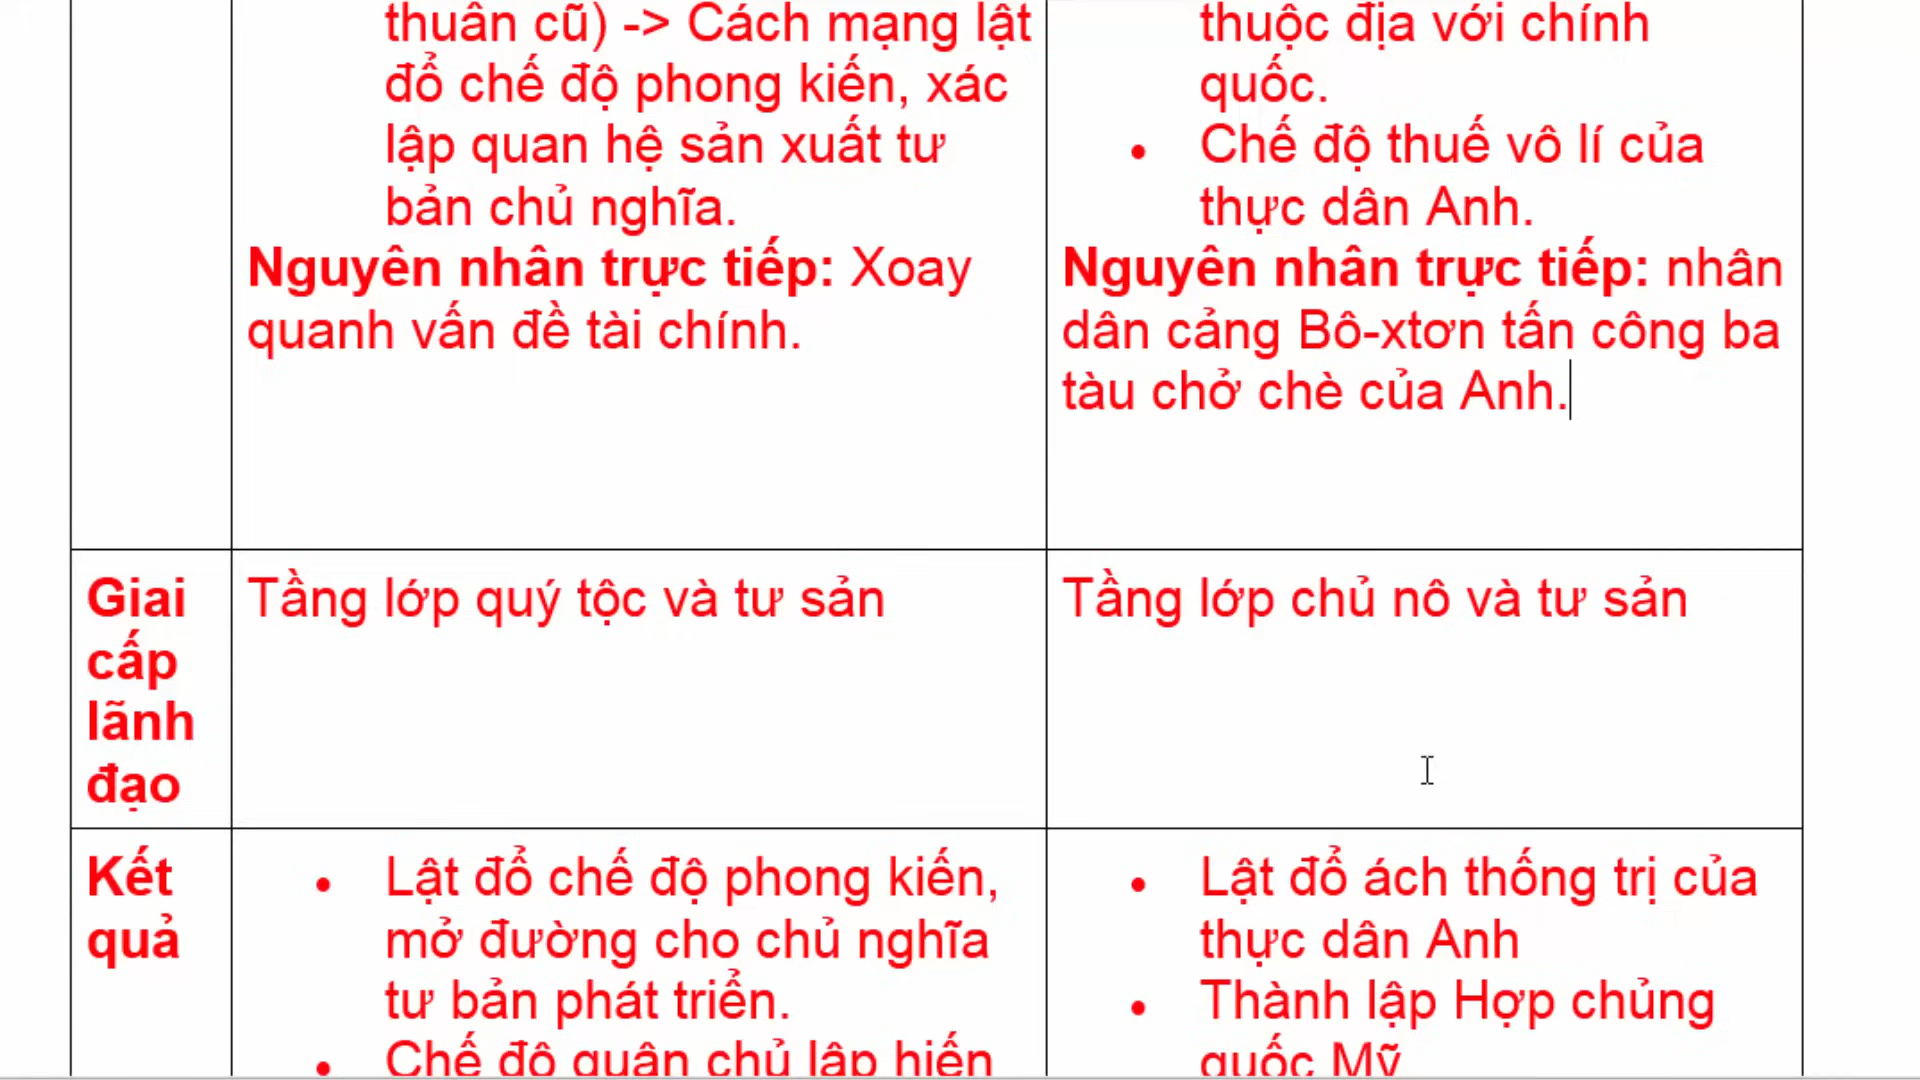 thuân cũ) -> Cách mạng lật
đổ chế độ phong kiến, xác
lập quan hệ sản xuất tư
bản chủ nghĩa.
Nguyên nhân trực tiếp: Xoay
quanh vấn đề tài chính.
thuộc địa với chính
quốc.
• Chế độ thuế vô lí của
thực dân Anh.
Nguyên nhân trực tiếp: nhân
dân cảng Bô-xtơn tấn công ba
tàu chở chè của Anh.
Giai
cấp
lãnh
đạo
Tầng lớp quý tộc và tư sản
Tầng lớp chủ nô và tư sản
Kết
quả
• Lật đổ chế độ phong kiến,
mở đường cho chủ nghĩa
tư bản phát triển.
• Chế độ quân chủ lập hiến
• Lật đổ ách thống trị của
thực dân Anh
• Thành lập Hợp chủng
quốc Mỹ